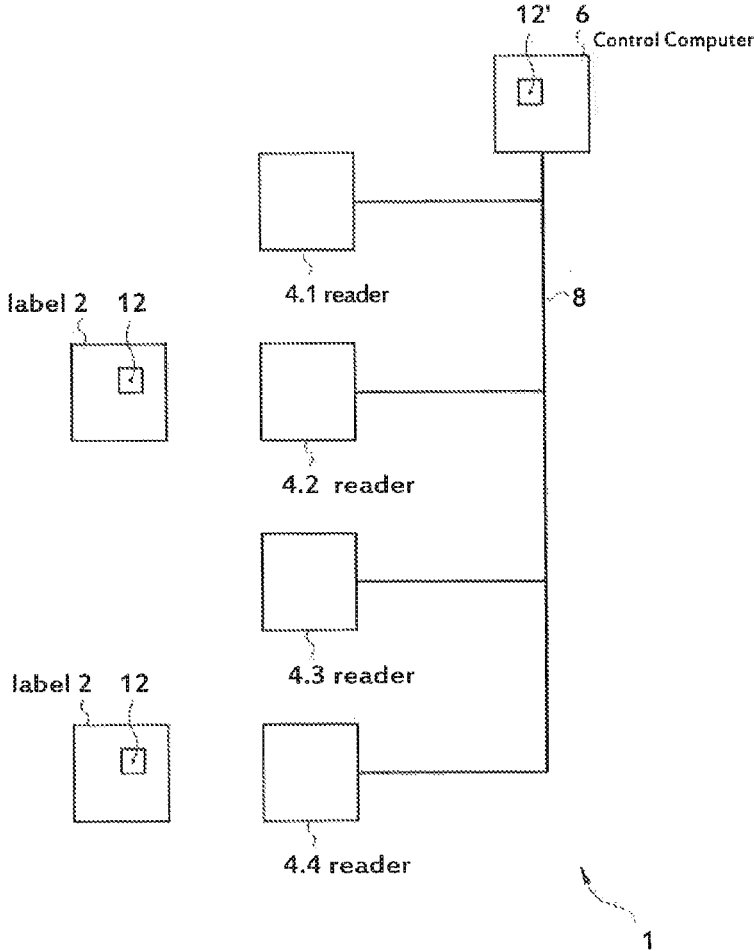 12' 6
Control Computer
4.1 reader
8
label 2 12
4.2 reader
4.3 reader
label 2 12
4.4 reader
1